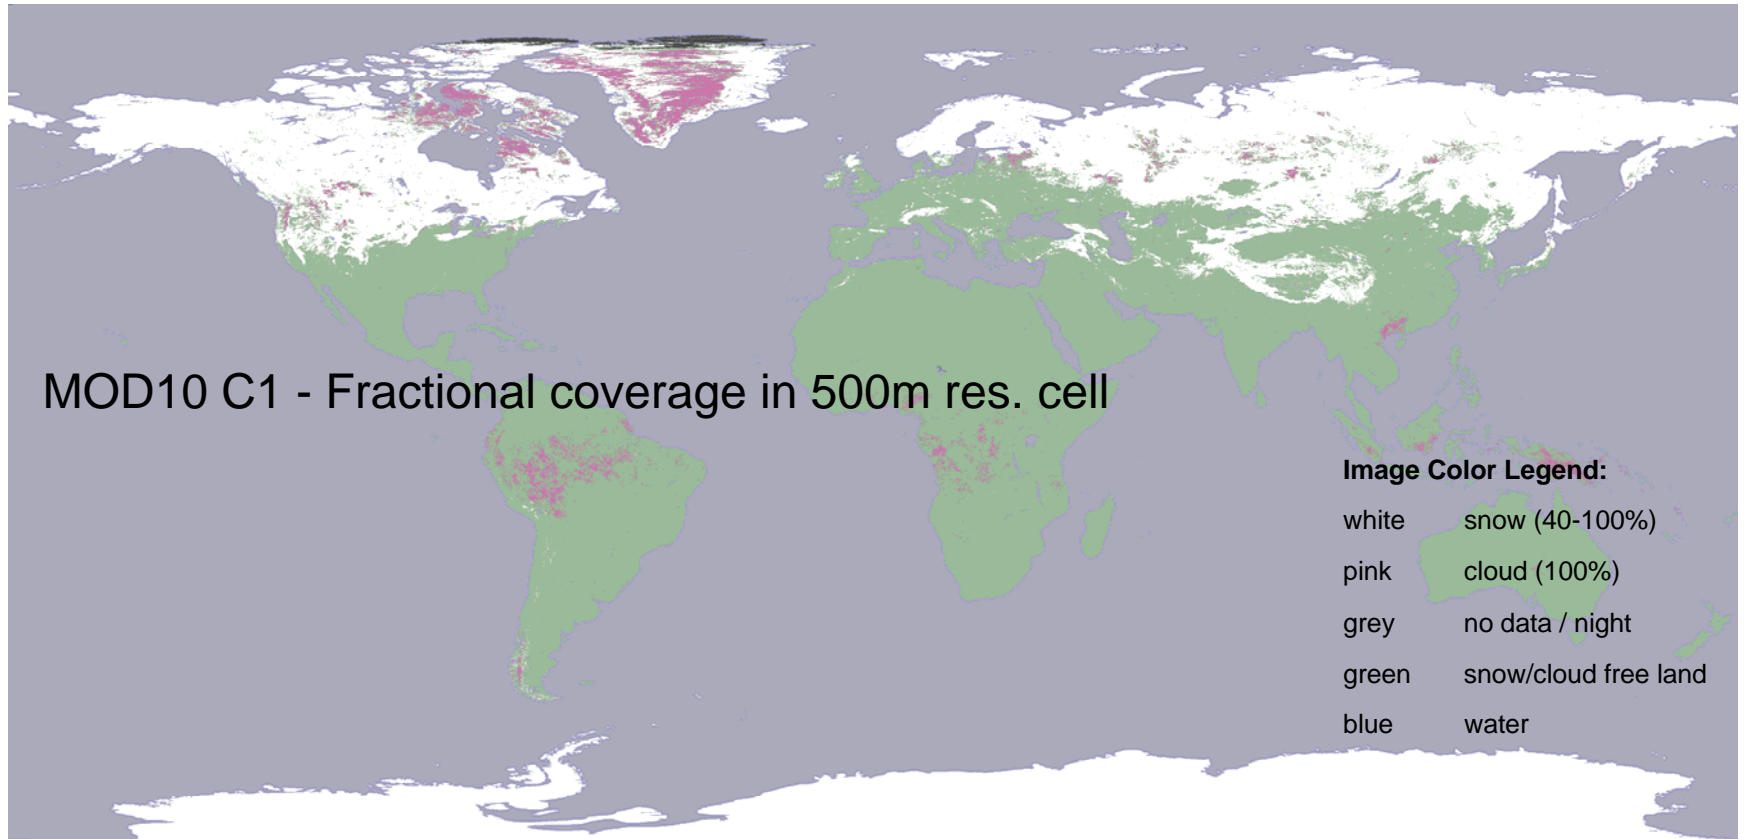 MOD10 C1 - Fractional coverage in 500m res. cell
Image Color Legend:
white snow (40-100%)
pink cloud (100%)
grey no data / night
green snow/cloud free land
blue water